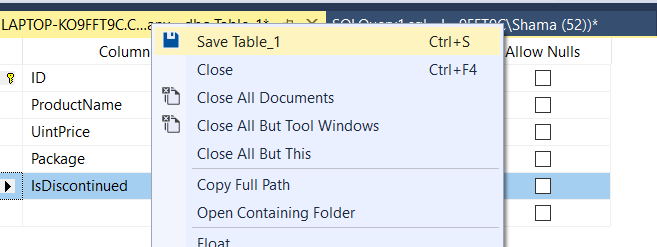 LAPTOP-KO9FFT9C.C...any - dbo.Table_1*
SQLQuery1.sql - L...9FFT9C\Shama (52))*
Colum
Allow Nulls
Save Table_1 Ctrl+S
ID
Close Ctrl+F4
ProductName
Close All Documents
UintPrice
Close All But Tool Windows
Package
Close All But This
IsDiscontinued
Copy Full Path
Open Containing Folder
Float